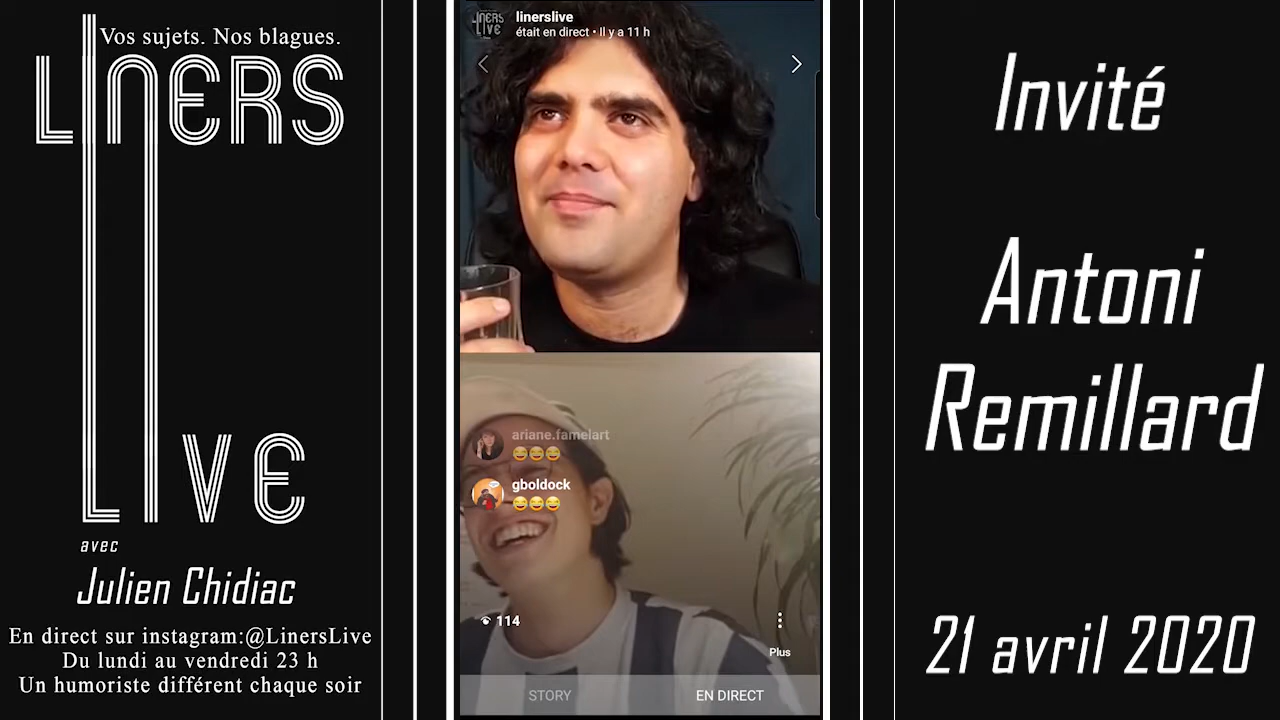 Vos sujets. Nos blagues.
LINERS
LIVE
avec
Julien Chidiac
En direct sur instagram:@LinersLive
Du lundi au vendredi 23 h
Un humoriste différent chaque soir
LINERS
LIVE
linerslive
était en direct • Il y a 11 h
ariane.famelart
gboldock
114
Plus
STORY
EN DIRECT
Invité
Antoni
Remillard
21 avril 2020